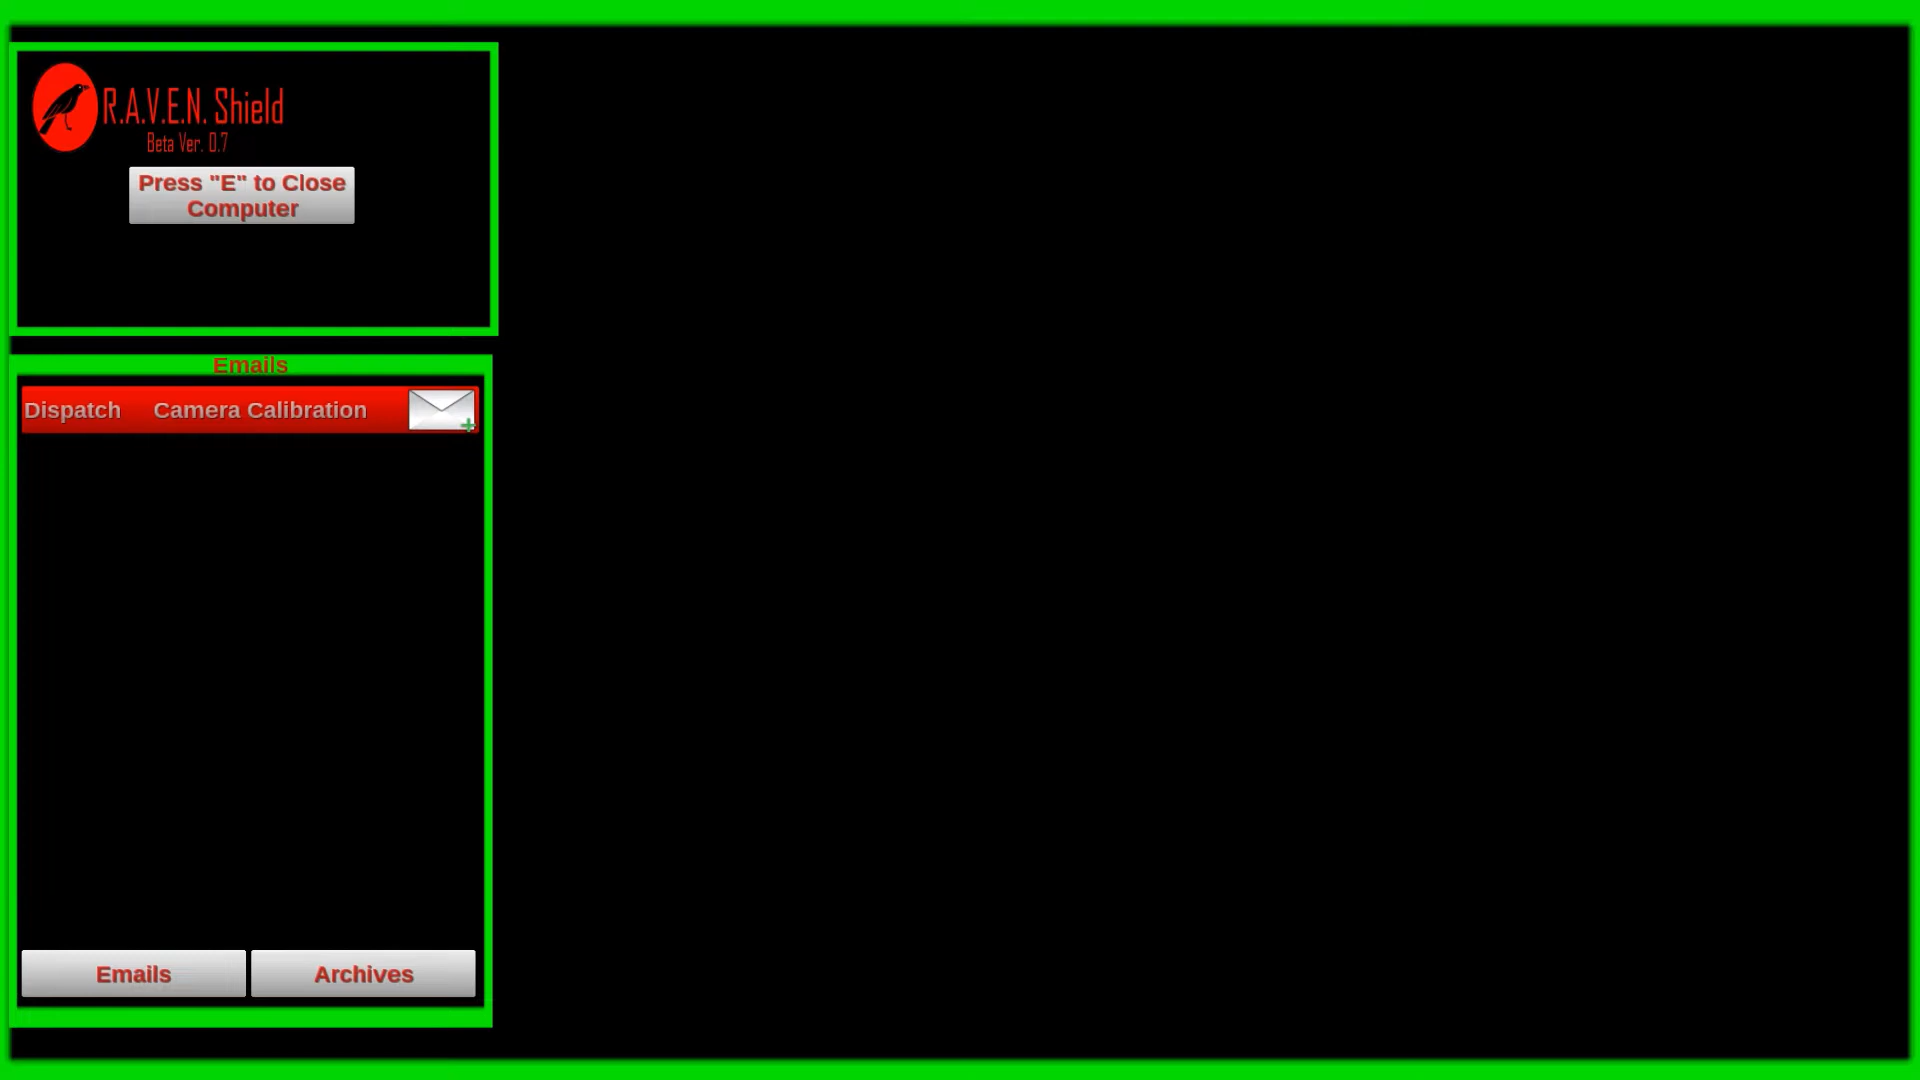 R.A.V.E.N. Shield
Beta Ver. 0.7
Press "E" to Close
Computer
Emails
Dispatch Camera Calibration
Emails Archives